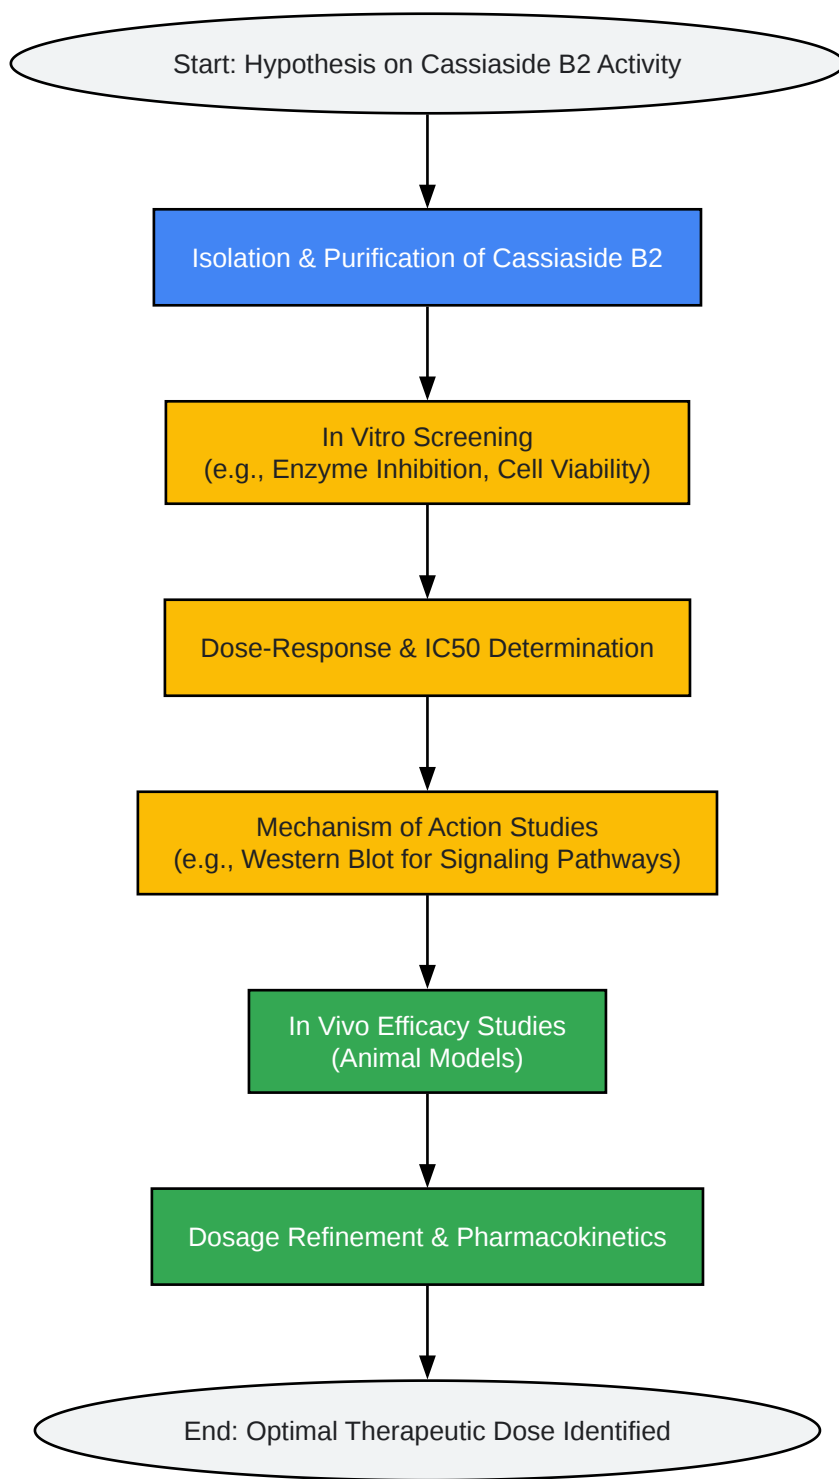 Start: Hypothesis on Cassiaside B2 Activity
Isolation & Purification of Cassiaside B2
In Vitro Screening
(e.g., Enzyme Inhibition, Cell Viability)
Dose-Response & IC50 Determination
Mechanism of Action Studies
(e.g., Western Blot for Signaling Pathways)
In Vivo Efficacy Studies
(Animal Models)
Dosage Refinement & Pharmacokinetics
End: Optimal Therapeutic Dose Identified